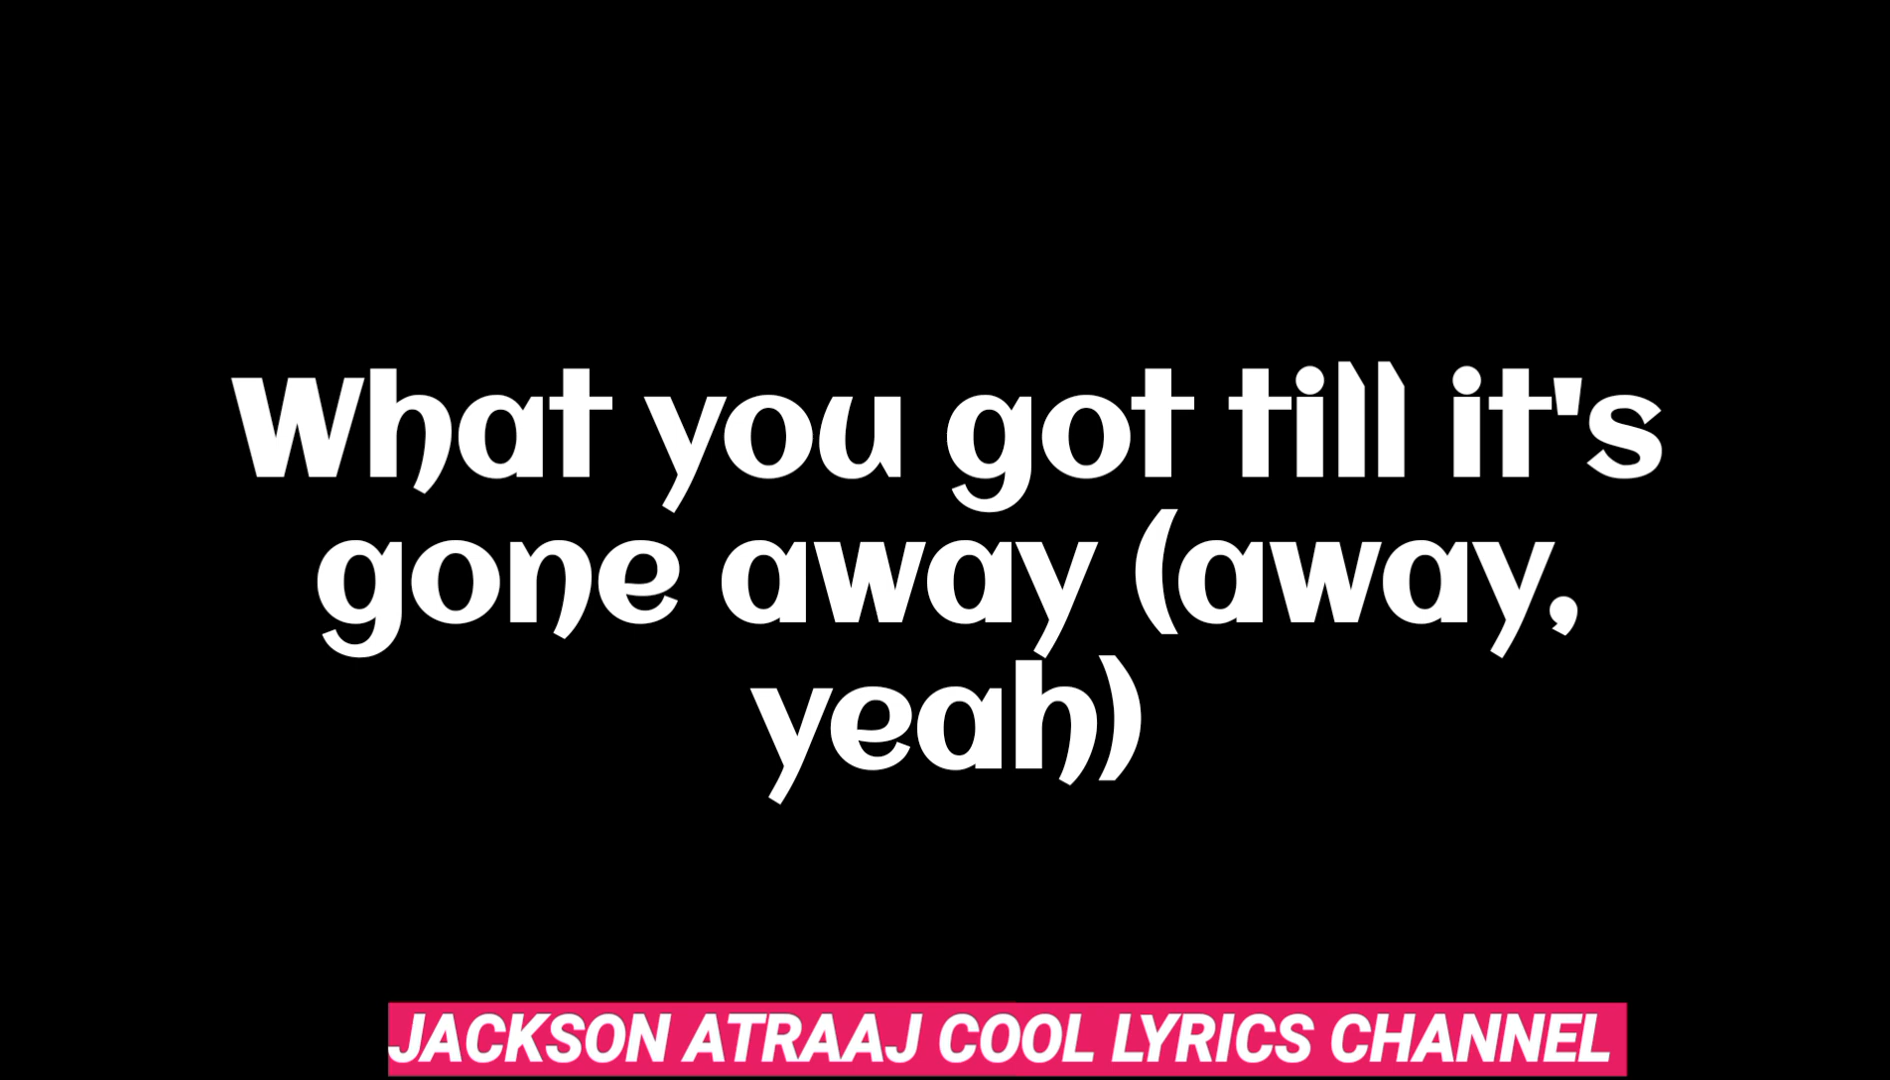 What you got till it's
gone away (away,
yeah)
JACKSON ATRAAJ COOL LYRICS CHANNEL